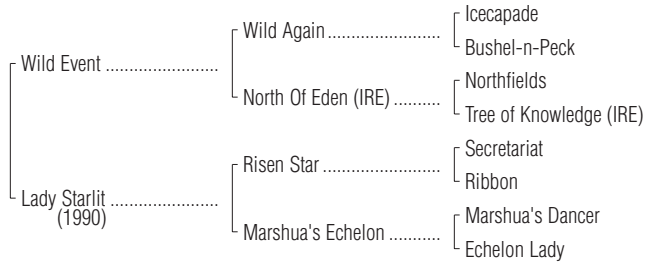 Icecapade
Wild Again
Bushel-n-Peck
Wild Event
Northfields
North Of Eden (IRE)
Tree of Knowledge (IRE)
Secretariat
Risen Star
Ribbon
Lady Starlit
(1990)
Marshua's Dancer
Marshua's Echelon
Echelon Lady